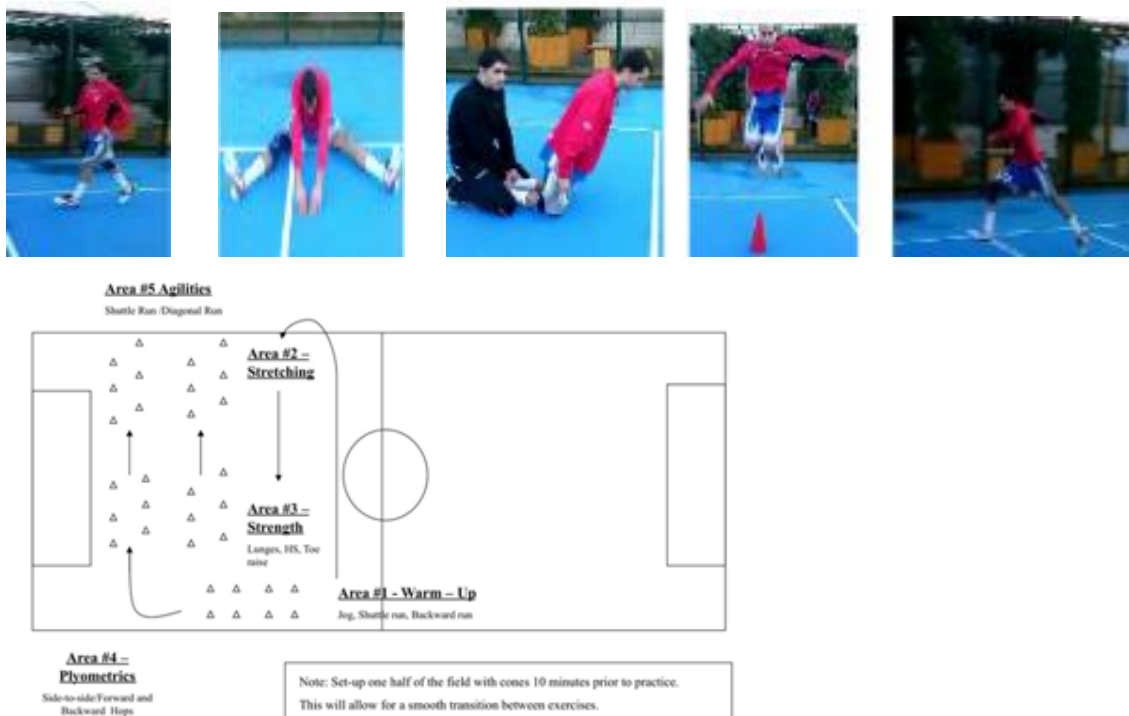 Area #5 Agilities
Shuttle Run /Diagonal Run
Area #2 –
Stretching
Area #3 –
Strength
Lunges, HS, Toe
raise
Area #1 - Warm – Up
Jog, Shuttle run, Backward run
Area #4 –
Plyometrics
Side-to-side/Forward and
Backward Hops
Note: Set-up one half of the field with cones 10 minutes prior to practice.
This will allow for a smooth transition between exercises.